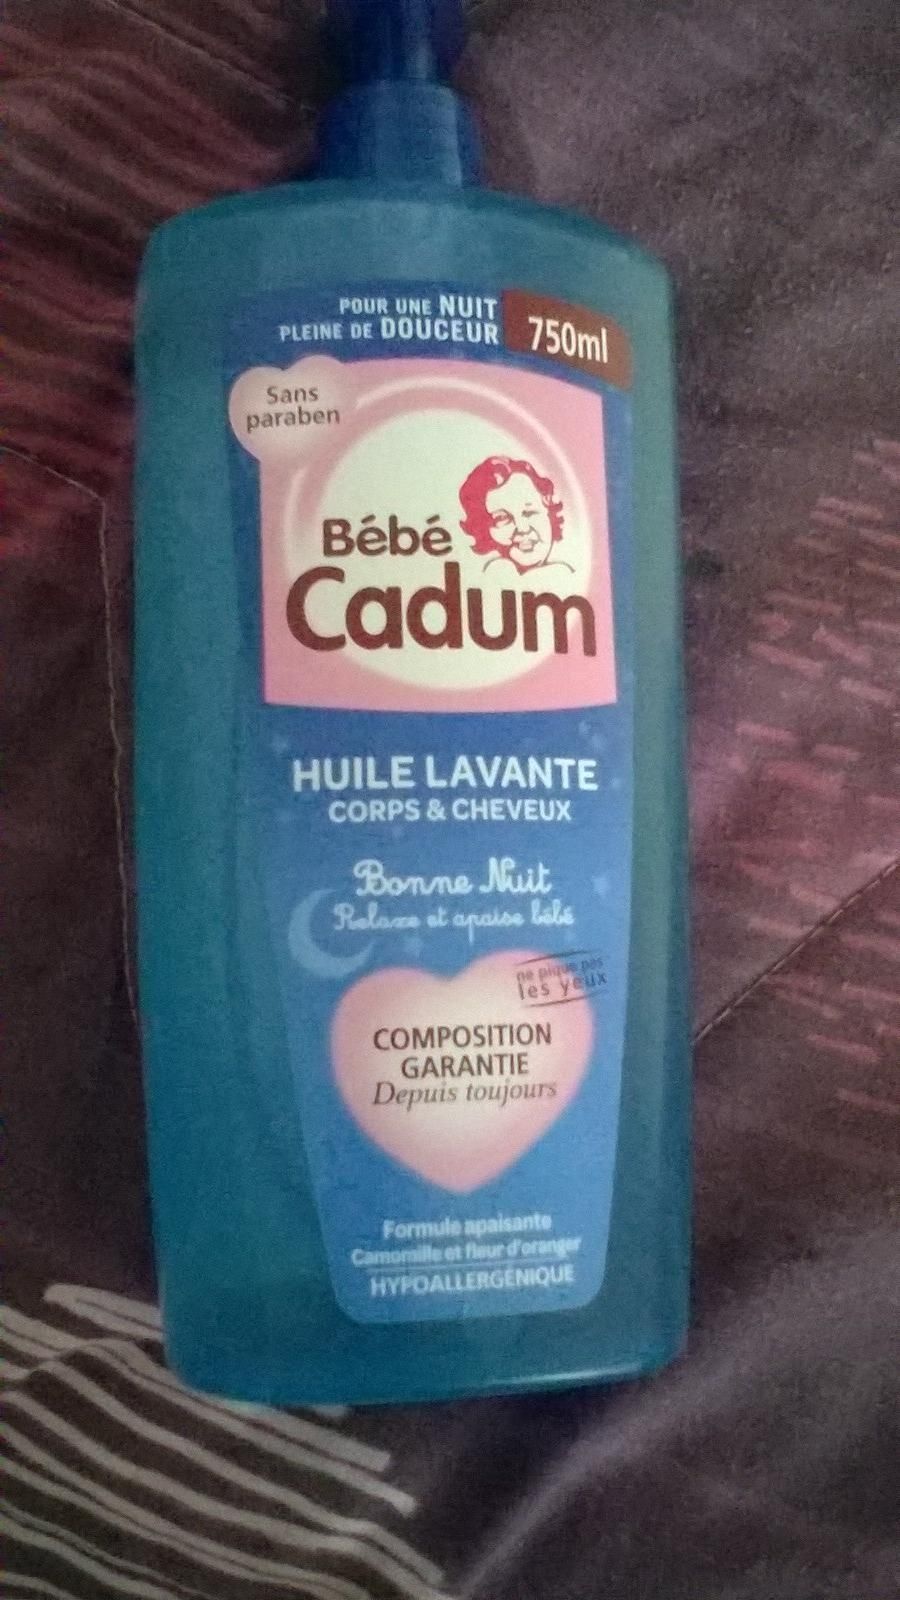 POUR UNE NUIT
PLEINE DE DOUCEUR
750ml
Sans
paraben
Bébé
Cadum
HUILE LAVANTE
CORPS & CHEVEUX
Bonne Nuit
Relaxe et apaise bébé
ne pique pas
les yeux
COMPOSITION
GARANTIE
Depuis toujours
Formule apaisante
Camomille et fleur d'oranger
HYPOALLERGÉNIQUE